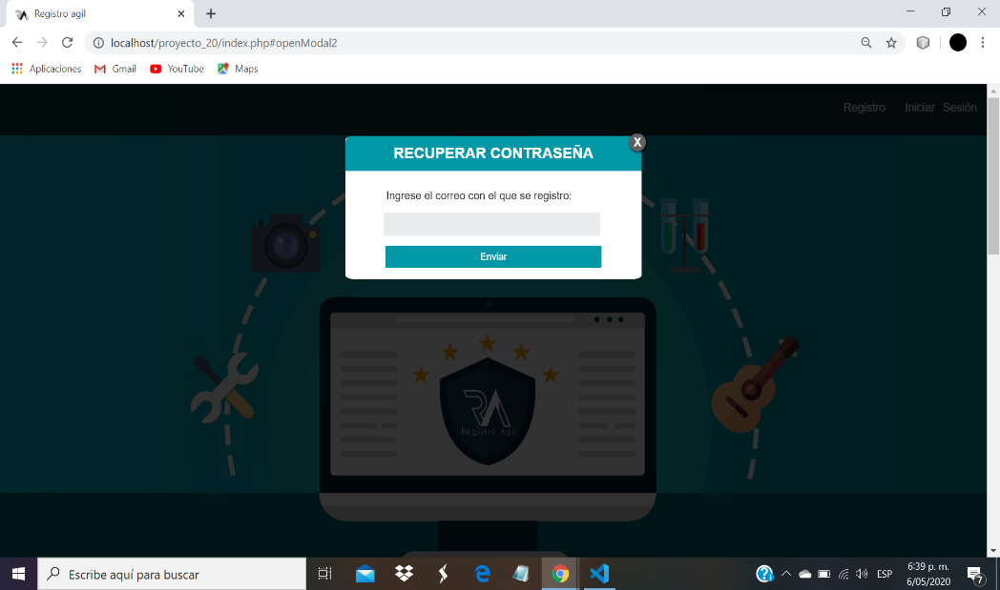 Registro agil
localhost/proyecto_20/index.php#openModal2
Aplicaciones Gmail YouTube Maps
Registro Iniciar Sesión
RECUPERAR CONTRASEÑA
X
Ingrese el correo con el que se registro:
Enviar
RA
Registro Agil
Escribe aquí para buscar
ESP
6:39 p. m.
6/05/2020
7